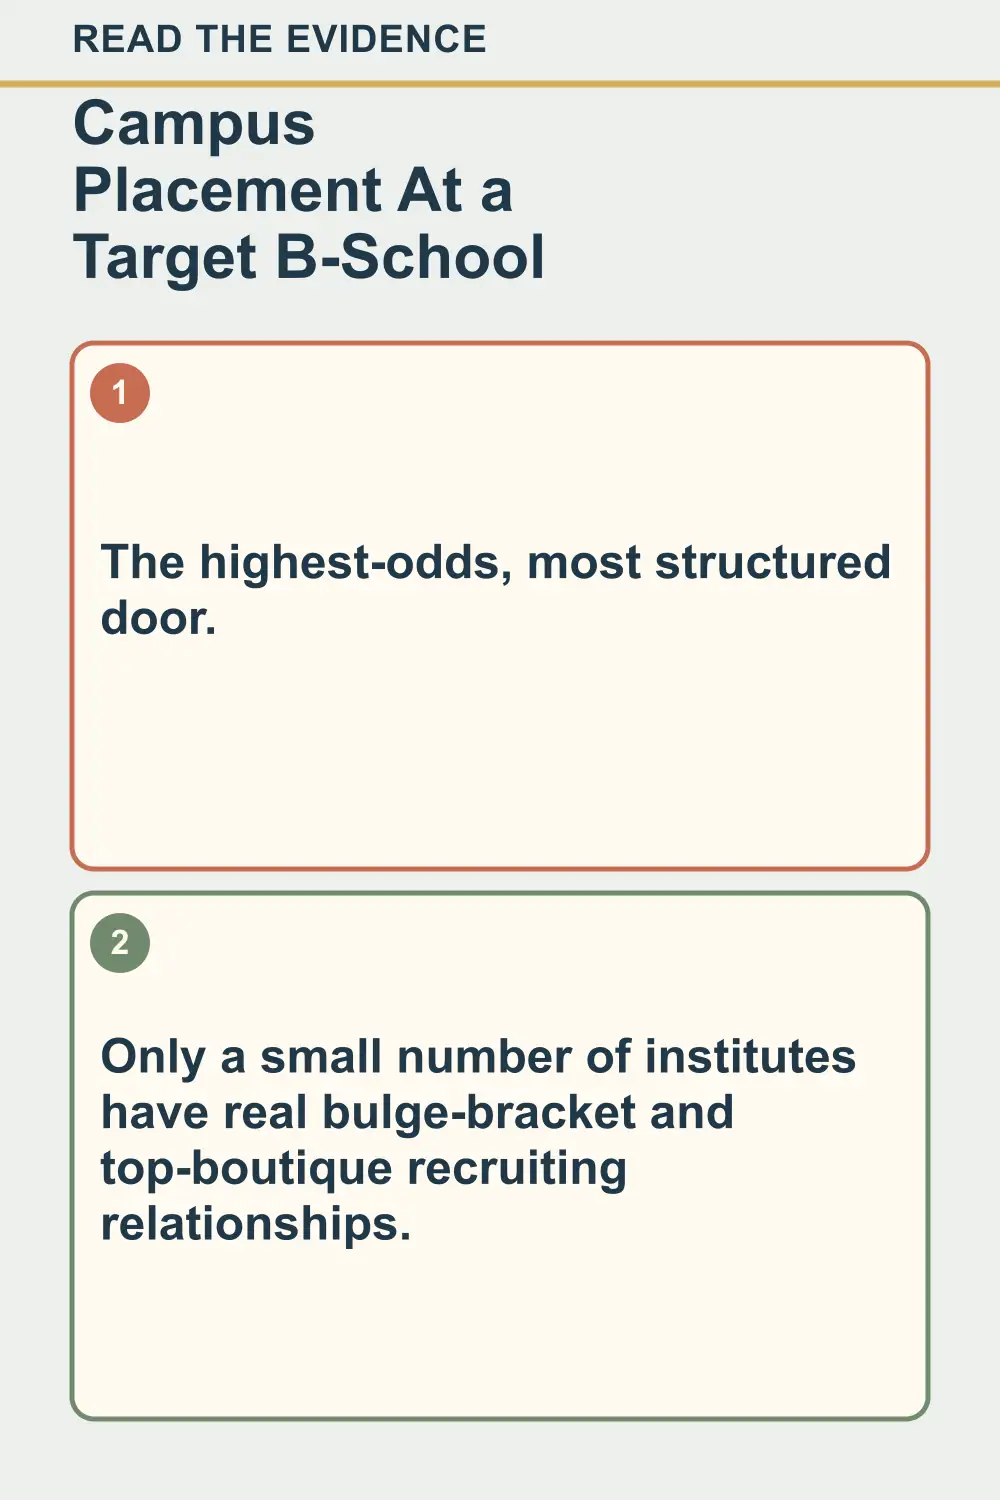 READ THE EVIDENCE
Campus
Placement At a
Target B-School
1
The highest-odds, most structured
door.
2
Only a small number of institutes
have real bulge-bracket and
top-boutique recruiting
relationships.